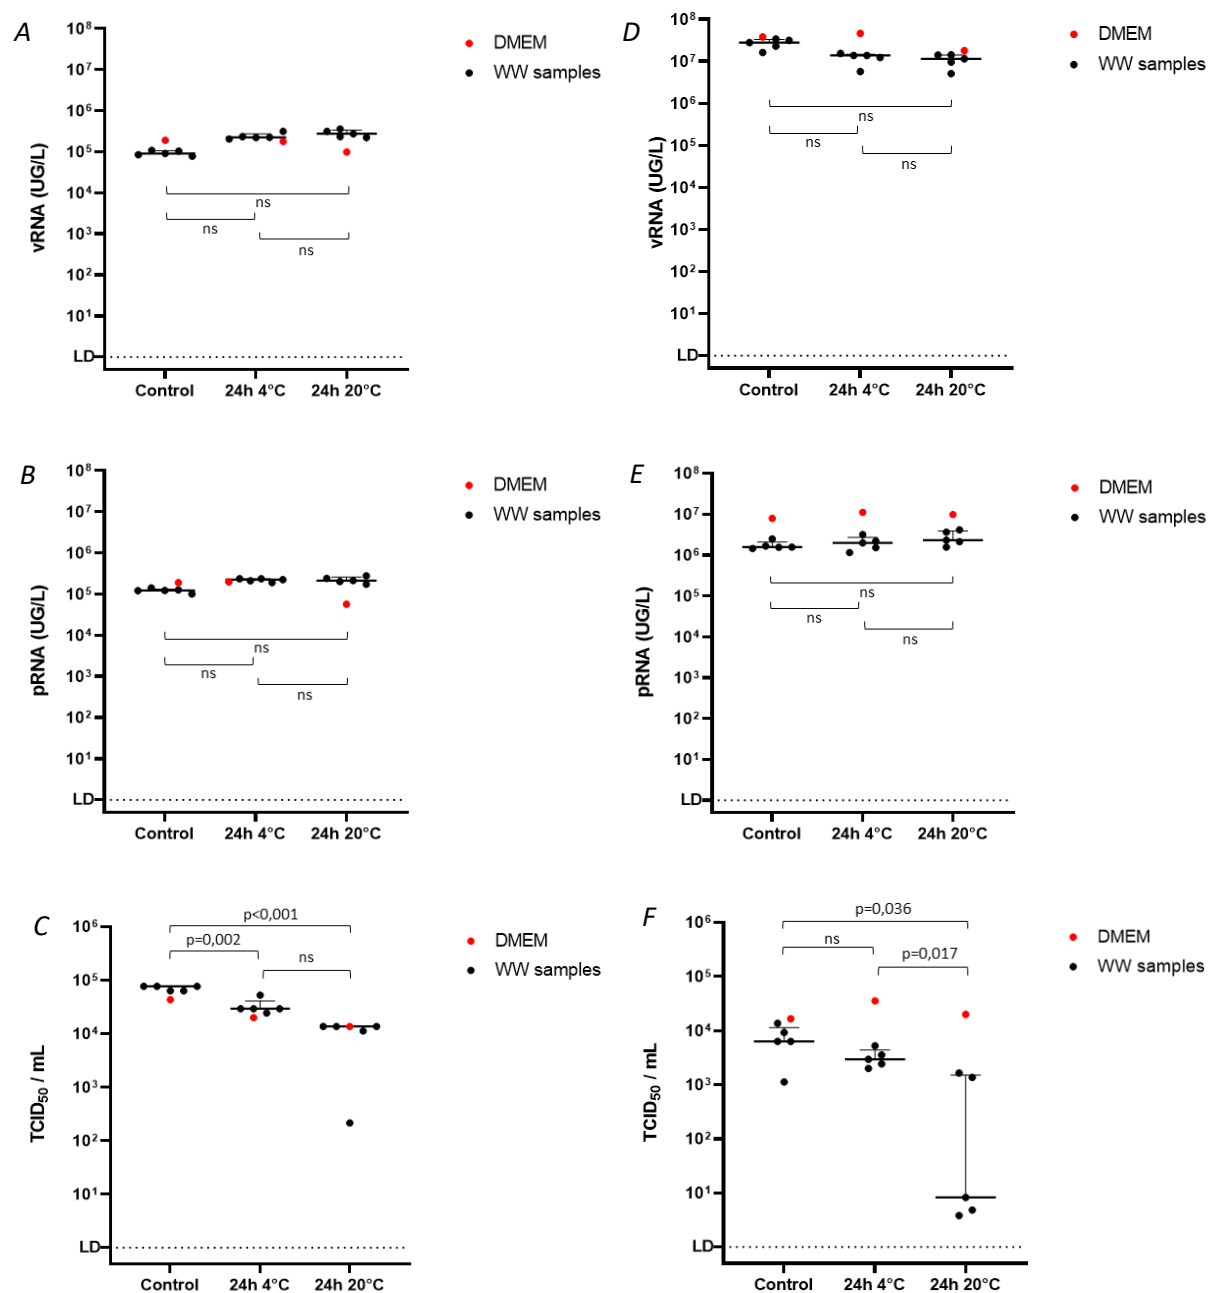 A
vRNA (UG/L)
10⁸
10⁷
10⁶
10⁵
10⁴
10³
10²
10¹
LD
ns
ns
ns
Control 24h 4°C 24h 20°C
DMEM
WW samples
D
vRNA (UG/L)
10⁸
10⁷
10⁶
10⁵
10⁴
10³
10²
10¹
LD
ns
ns
ns
Control 24h 4°C 24h 20°C
DMEM
WW samples
B
pRNA (UG/L)
10⁸
10⁷
10⁶
10⁵
10⁴
10³
10²
10¹
LD
ns
ns
ns
Control 24h 4°C 24h 20°C
DMEM
WW samples
E
pRNA (UG/L)
10⁸
10⁷
10⁶
10⁵
10⁴
10³
10²
10¹
LD
ns
ns
ns
Control 24h 4°C 24h 20°C
DMEM
WW samples
C
TCID₅₀ / mL
10⁶
10⁵
10⁴
10³
10²
10¹
LD
p<0,001
p=0,002
ns
Control 24h 4°C 24h 20°C
DMEM
WW samples
F
TCID₅₀ / mL
10⁶
10⁵
10⁴
10³
10²
10¹
LD
p=0,036
ns
p=0,017
Control 24h 4°C 24h 20°C
DMEM
WW samples